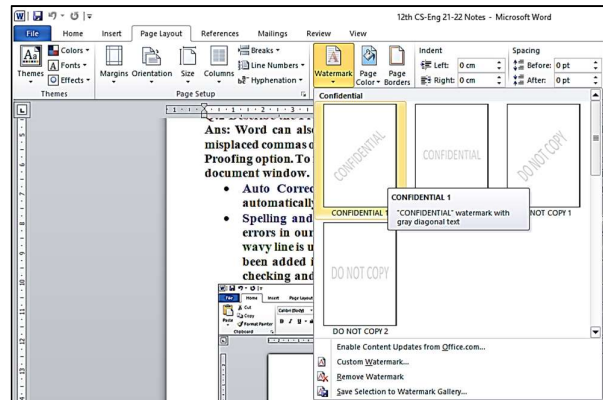 12th CS-Eng 21-22 Notes - Microsoft Word
File Home Insert Page Layout References Mailings Review View
Themes
Colors
Fonts
Effects
Themes
Margins Orientation Size Columns
Breaks
Line Numbers
Hyphenation
Page Setup
Watermark Page Color Page Borders
Indent
Left: 0 cm
Right: 0 cm
Spacing
Before: 0 pt
After: 0 pt
Ans: Word can als
misplaced commas o
Proofing option. To
document window.
• Auto Correc
automatically
• Spelling and
errors in our
wavy line is u
been added i
checking and
Confidential
CONFIDENTIAL
CONFIDENTIAL
DO NOT COPY
CONFIDENTIAL 1
NOT COPY 1
CONFIDENTIAL 1
"CONFIDENTIAL" watermark with
gray diagonal text
DO NOT COPY
DO NOT COPY 2
Enable Content Updates from Office.com...
Custom Watermark...
Remove Watermark
Save Selection to Watermark Gallery...
File Home Insert Page Layout
Paste
Cut
Copy
Format Painter
Clipboard
Calibri (Body)
B I U